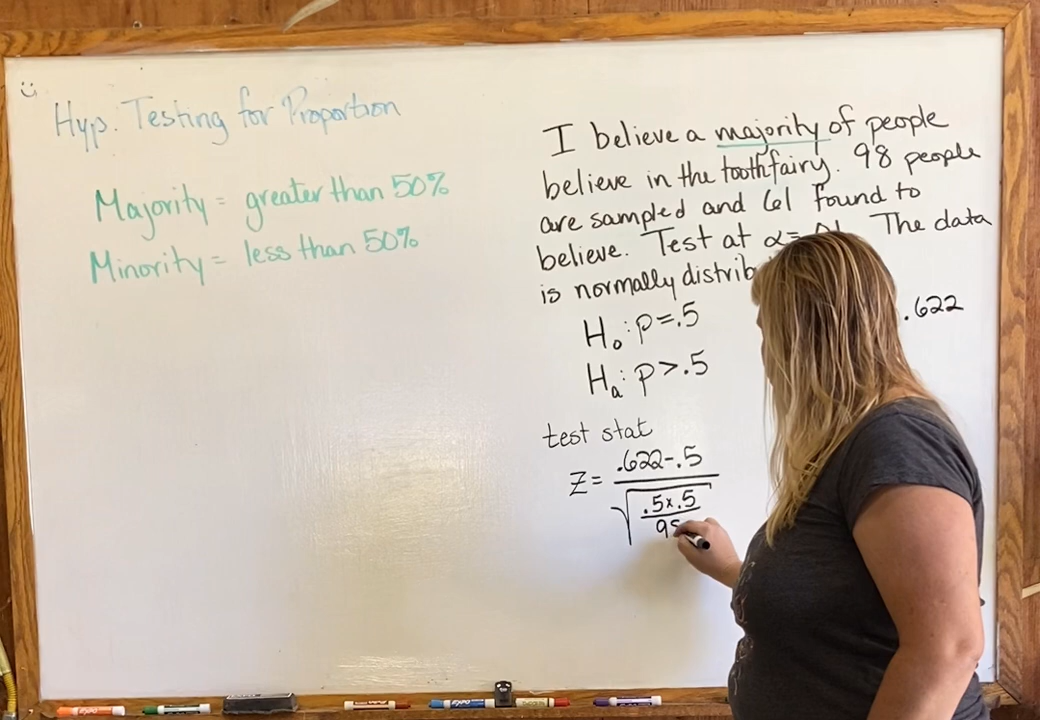 Hyp. Testing for Proportion
Majority = greater than 50%
Minority = less than 50%
I believe a majority of people
believe in the toothfairy. 98 people
are sampled and 61 found to
believe. Test at α= The data
is normally
.622
H₀: p=.5
Hₐ: p>.5
test stat
.622-.5
Z=
√ .5x.5
EXPO